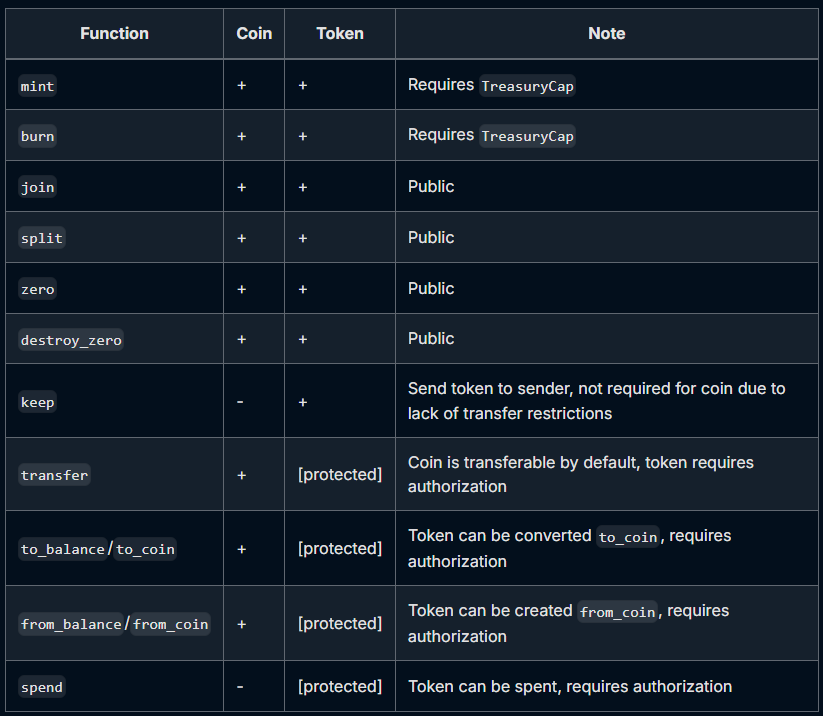 Function Coin Token Note
mint + + Requires TreasuryCap
burn + + Requires TreasuryCap
join + + Public
split + + Public
zero + + Public
destroy_zero + + Public
keep - + Send token to sender, not required for coin due to
lack of transfer restrictions
transfer + [protected] Coin is transferable by default, token requires
authorization
to_balance/to_coin + [protected] Token can be converted to_coin, requires
authorization
from_balance/from_coin + [protected] Token can be created from_coin, requires
authorization
spend - [protected] Token can be spent, requires authorization